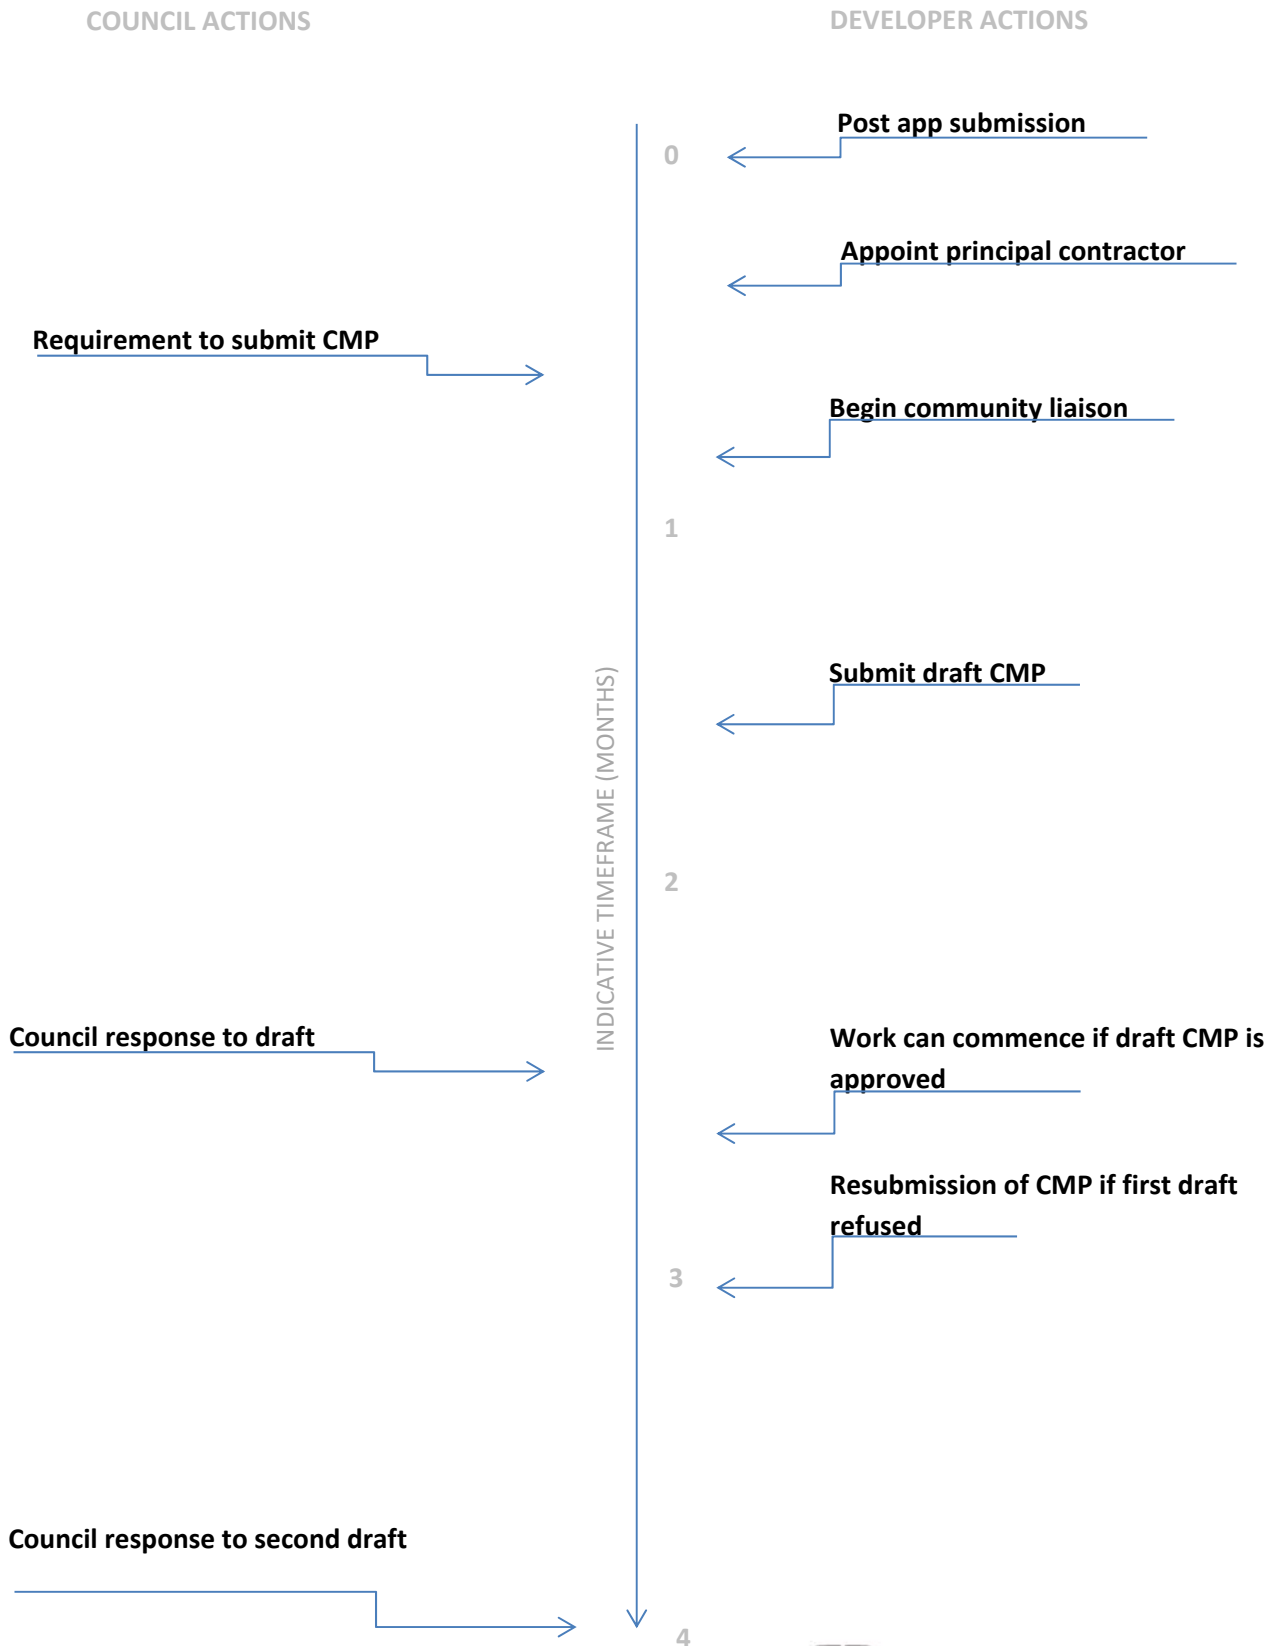 COUNCIL ACTIONS
DEVELOPER ACTIONS
Post app submission
0
Appoint principal contractor
Requirement to submit CMP
Begin community liaison
1
Submit draft CMP
INDICATIVE TIMEFRAME (MONTHS)
2
Council response to draft
Work can commence if draft CMP is
approved
Resubmission of CMP if first draft
refused
3
Council response to second draft
4